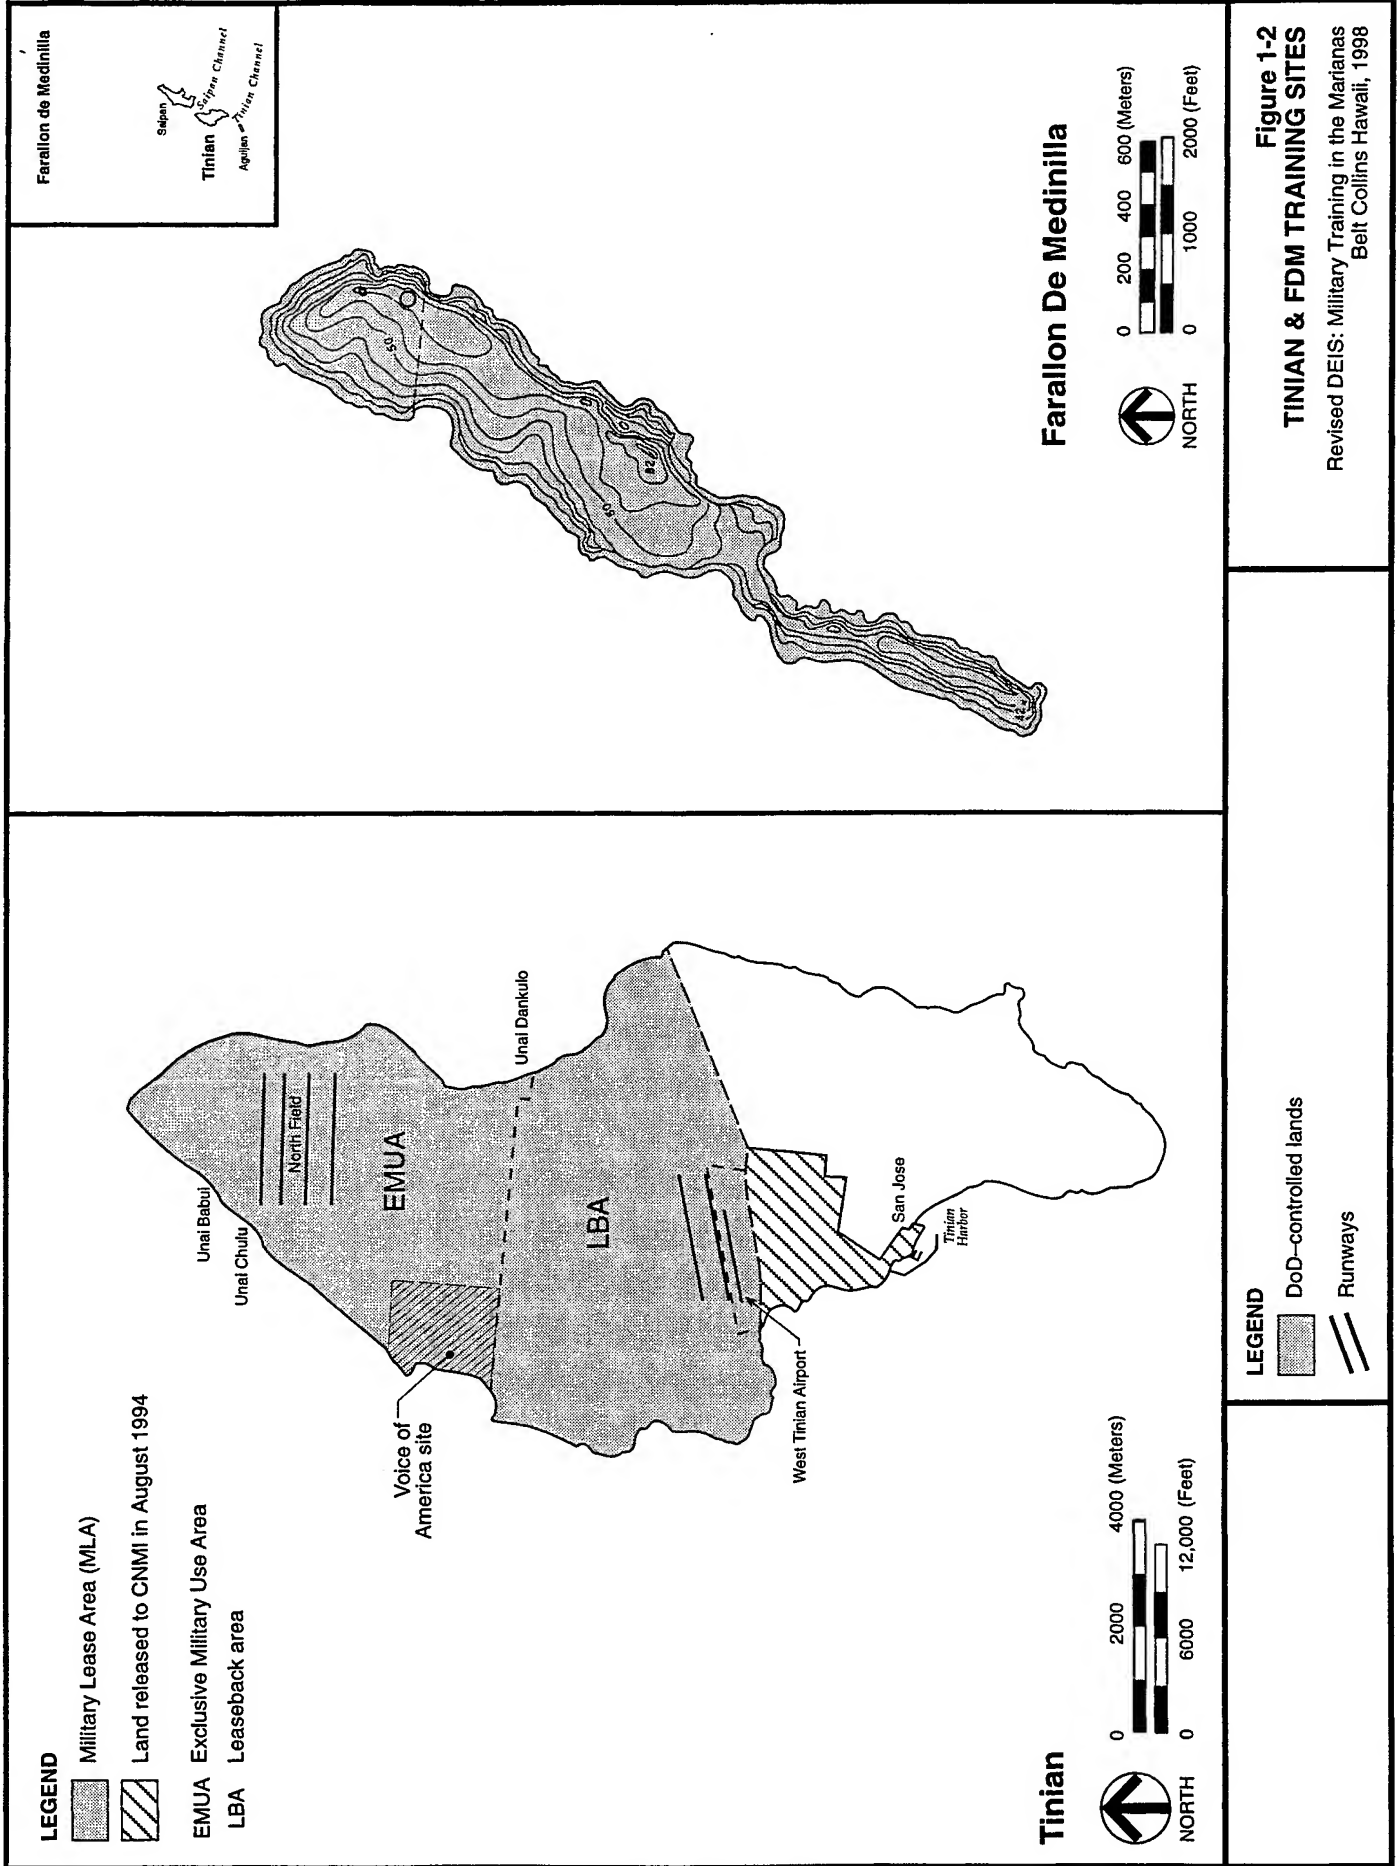 LEGEND
Military Lease Area (MLA)
Land released to CNMI in August 1994
EMUA Exclusive Military Use Area
LBA Leaseback area
Unai Babui
Unai Chulu
North Field
EMUA
Voice of
America site
Unai Dankulo
LBA
West Tinian Airport
San Jose
Tinian
Harbor
Tinian
NORTH
0 2000 4000 (Meters)
0 6000 12,000 (Feet)
Farallon de Medinilla
Saipan
Saipan Channel
Tinian
Tinian Channel
Aguijan
50
50
82
Farallon De Medinilla
NORTH
0 200 400 600 (Meters)
0 1000 2000 (Feet)
LEGEND
DoD–controlled lands
Runways
Figure 1-2
TINIAN & FDM TRAINING SITES
Revised DEIS: Military Training in the Marianas
Belt Collins Hawaii, 1998